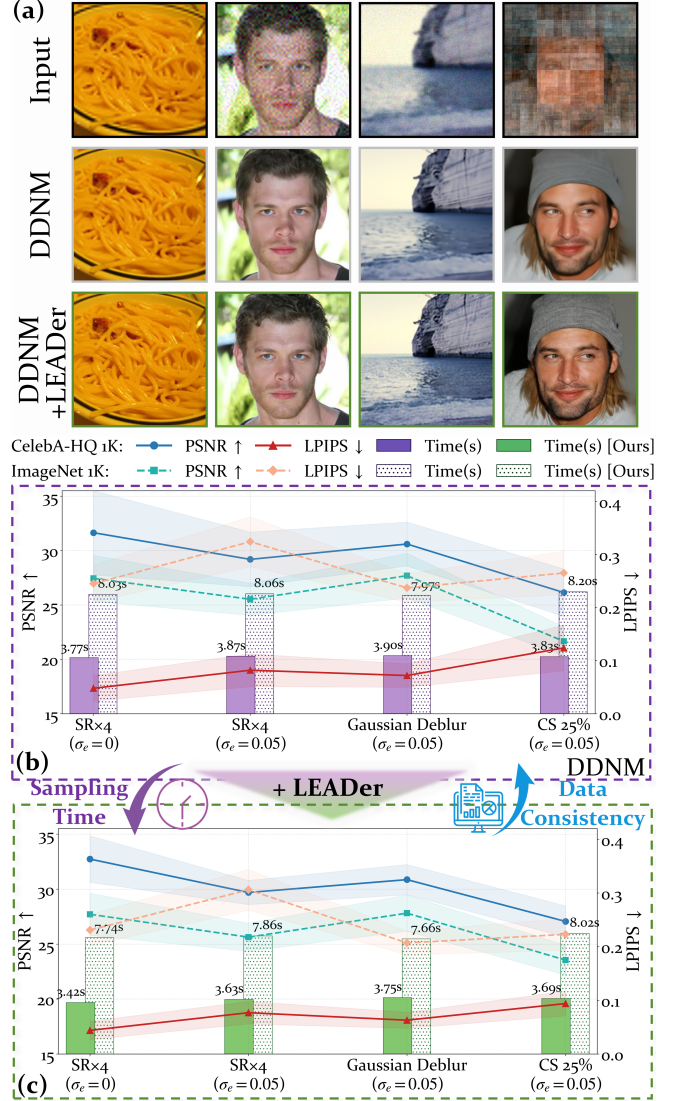 (a)
Input
DDNM
DDNM
+LEADer
CelebA-HQ 1K: PSNR ↑ LPIPS ↓ Time(s) Time(s) [Ours]
ImageNet 1K: PSNR ↑ LPIPS ↓ Time(s) Time(s) [Ours]
35
30
25
20
15
PSNR ↑
0.4
0.3
0.2
0.1
0.0
LPIPS ↓
3.77s 8.03s 3.87s 8.06s 3.90s 7.97s 3.83s 8.20s
SR×4 SR×4 Gaussian Deblur CS 25%
(σe = 0) (σe = 0.05) (σe = 0.05) (σe = 0.05)
(b)
DDNM
Sampling
Time
+ LEADer
Data
Consistency
35
30
25
20
15
PSNR ↑
0.4
0.3
0.2
0.1
0.0
LPIPS ↓
3.42s 7.74s 3.63s 7.86s 3.75s 7.66s 3.69s 8.02s
SR×4 SR×4 Gaussian Deblur CS 25%
(σe = 0) (σe = 0.05) (σe = 0.05) (σe = 0.05)
(c)